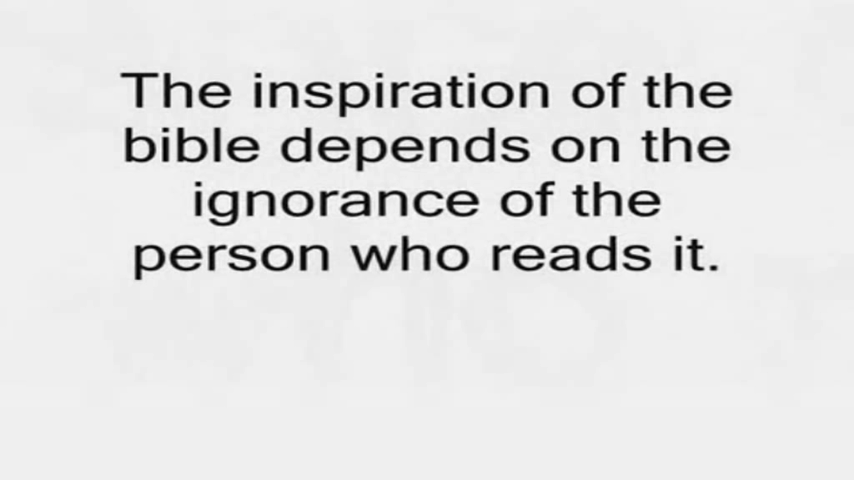 The inspiration of the
bible depends on the
ignorance of the
person who reads it.